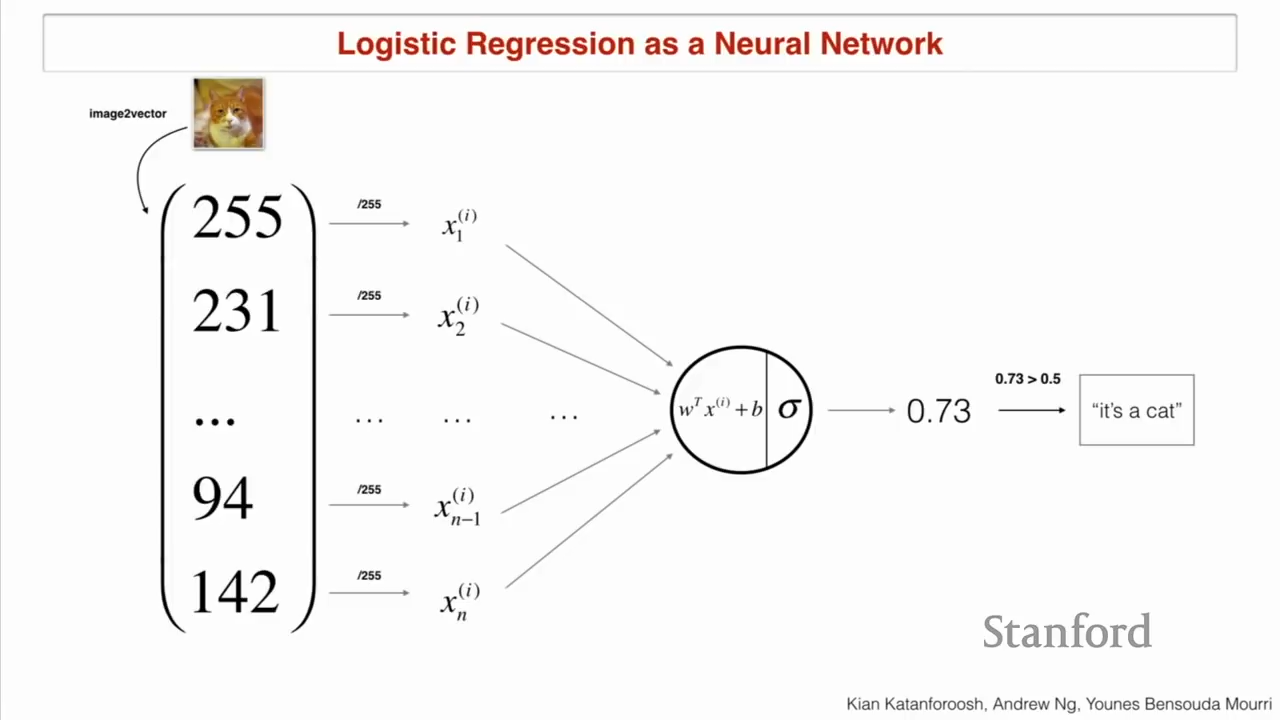 Logistic Regression as a Neural Network
image2vector
255 /255 x₁⁽ⁱ⁾
231 /255 x₂⁽ⁱ⁾
... ... ... ...
94 /255 xₙ₋₁⁽ⁱ⁾
142 /255 xₙ⁽ⁱ⁾
wᵀx⁽ⁱ⁾+b σ
0.73
0.73 > 0.5
“it’s a cat”
Stanford
Kian Katanforoosh, Andrew Ng, Younes Bensouda Mourri